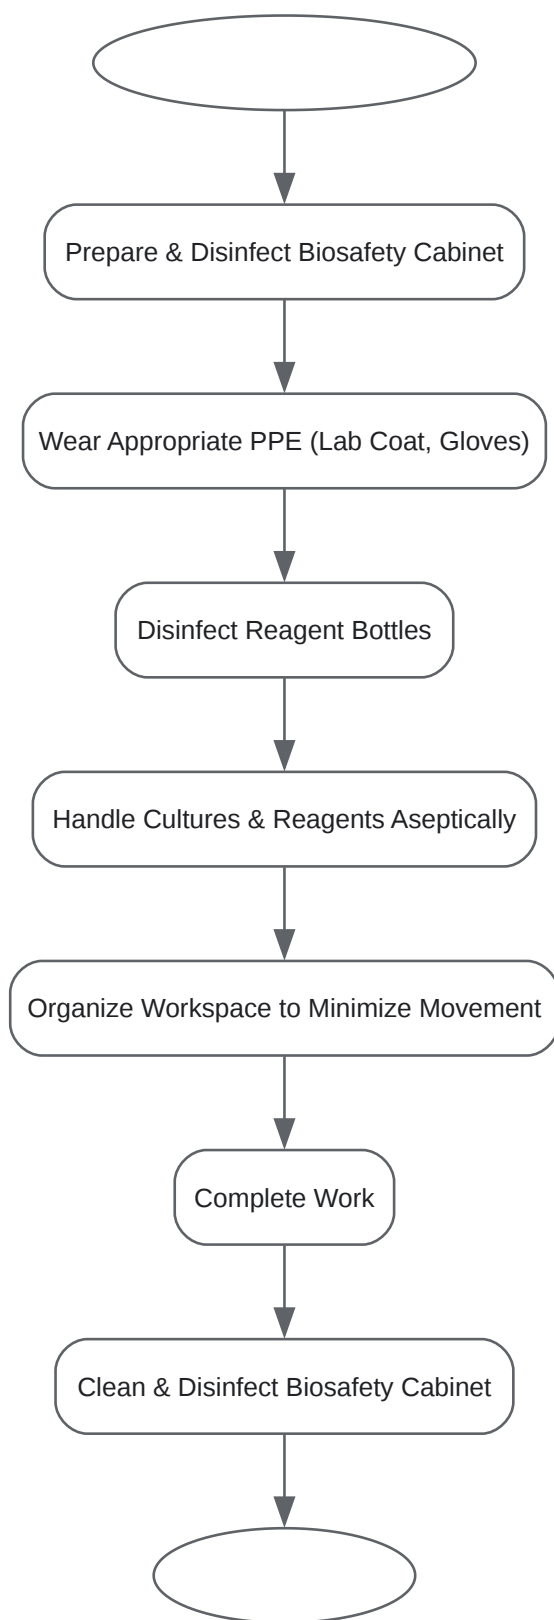 Prepare & Disinfect Biosafety Cabinet
Wear Appropriate PPE (Lab Coat, Gloves)
Disinfect Reagent Bottles
Handle Cultures & Reagents Aseptically
Organize Workspace to Minimize Movement
Complete Work
Clean & Disinfect Biosafety Cabinet